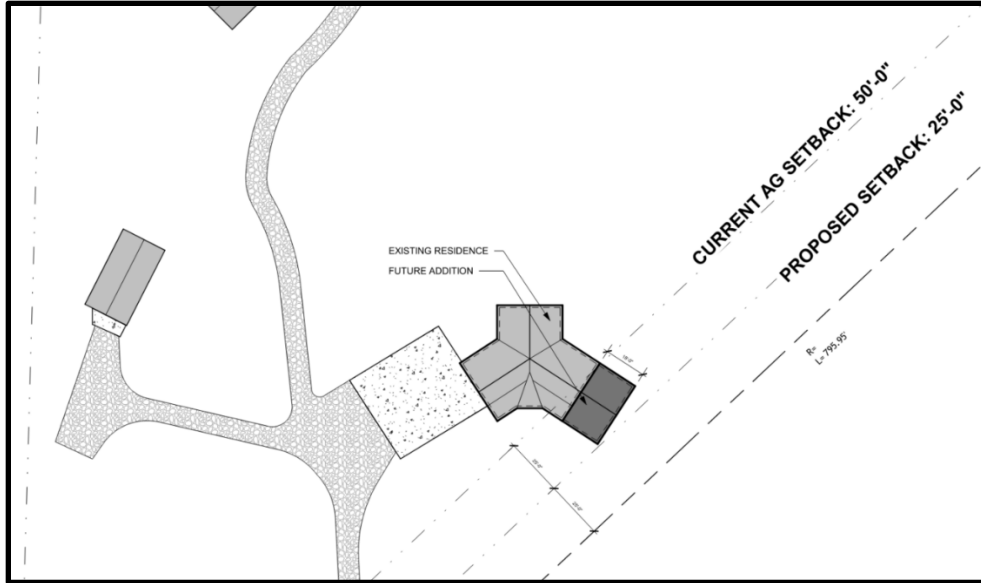 CURRENT AG SETBACK: 50'-0"
PROPOSED SETBACK: 25'-0"
EXISTING RESIDENCE
FUTURE ADDITION
R=
L= 795.95'